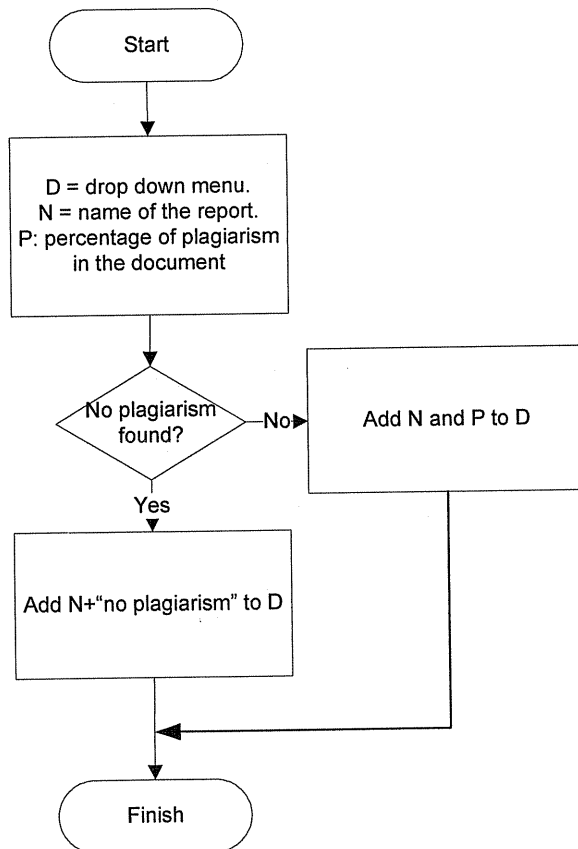 Start
D = drop down menu.
N = name of the report.
P: percentage of plagiarism
in the document
No plagiarism
found?
No
Add N and P to D
Yes
Add N+“no plagiarism” to D
Finish